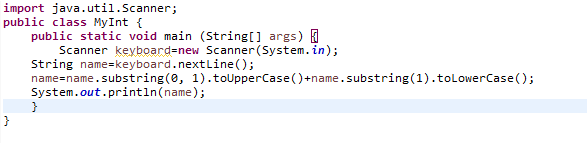 import java.util.Scanner;
public class MyInt {
    public static void main (String[] args) {
        Scanner keyboard=new Scanner(System.in);
    String name=keyboard.nextLine();
    name=name.substring(0, 1).toUpperCase()+name.substring(1).toLowerCase();
    System.out.println(name);
    }
}